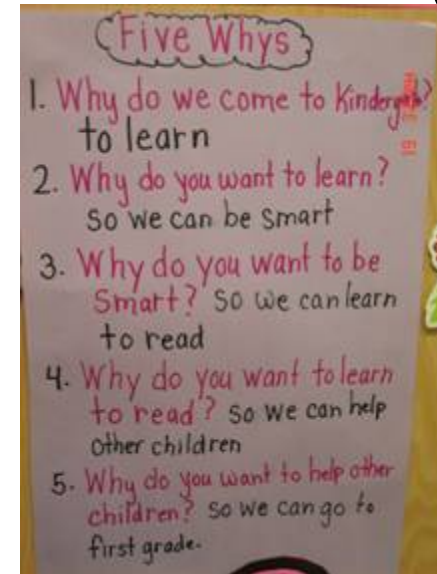 Five Whys
1. Why do we come to Kindergarten?
to learn
2. Why do you want to learn?
So we can be smart
3. Why do you want to be
Smart? So we can learn
to read
4. Why do you want to learn
to read? So we can help
other children
5. Why do you want to help other
children? So we can go to
first grade.